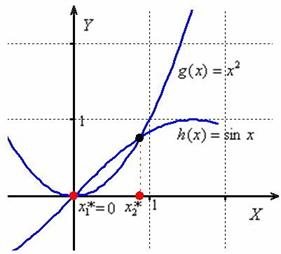 Y
g(x) = x²
1
h(x) = sin x
x₁*=0 x₂* 1 X